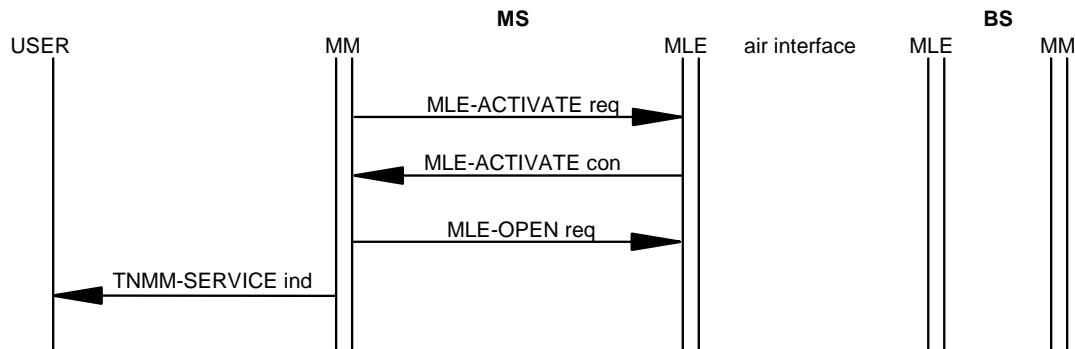 MS BS
USER MM MLE air interface MLE MM
MLE-ACTIVATE req
MLE-ACTIVATE con
MLE-OPEN req
TNMM-SERVICE ind